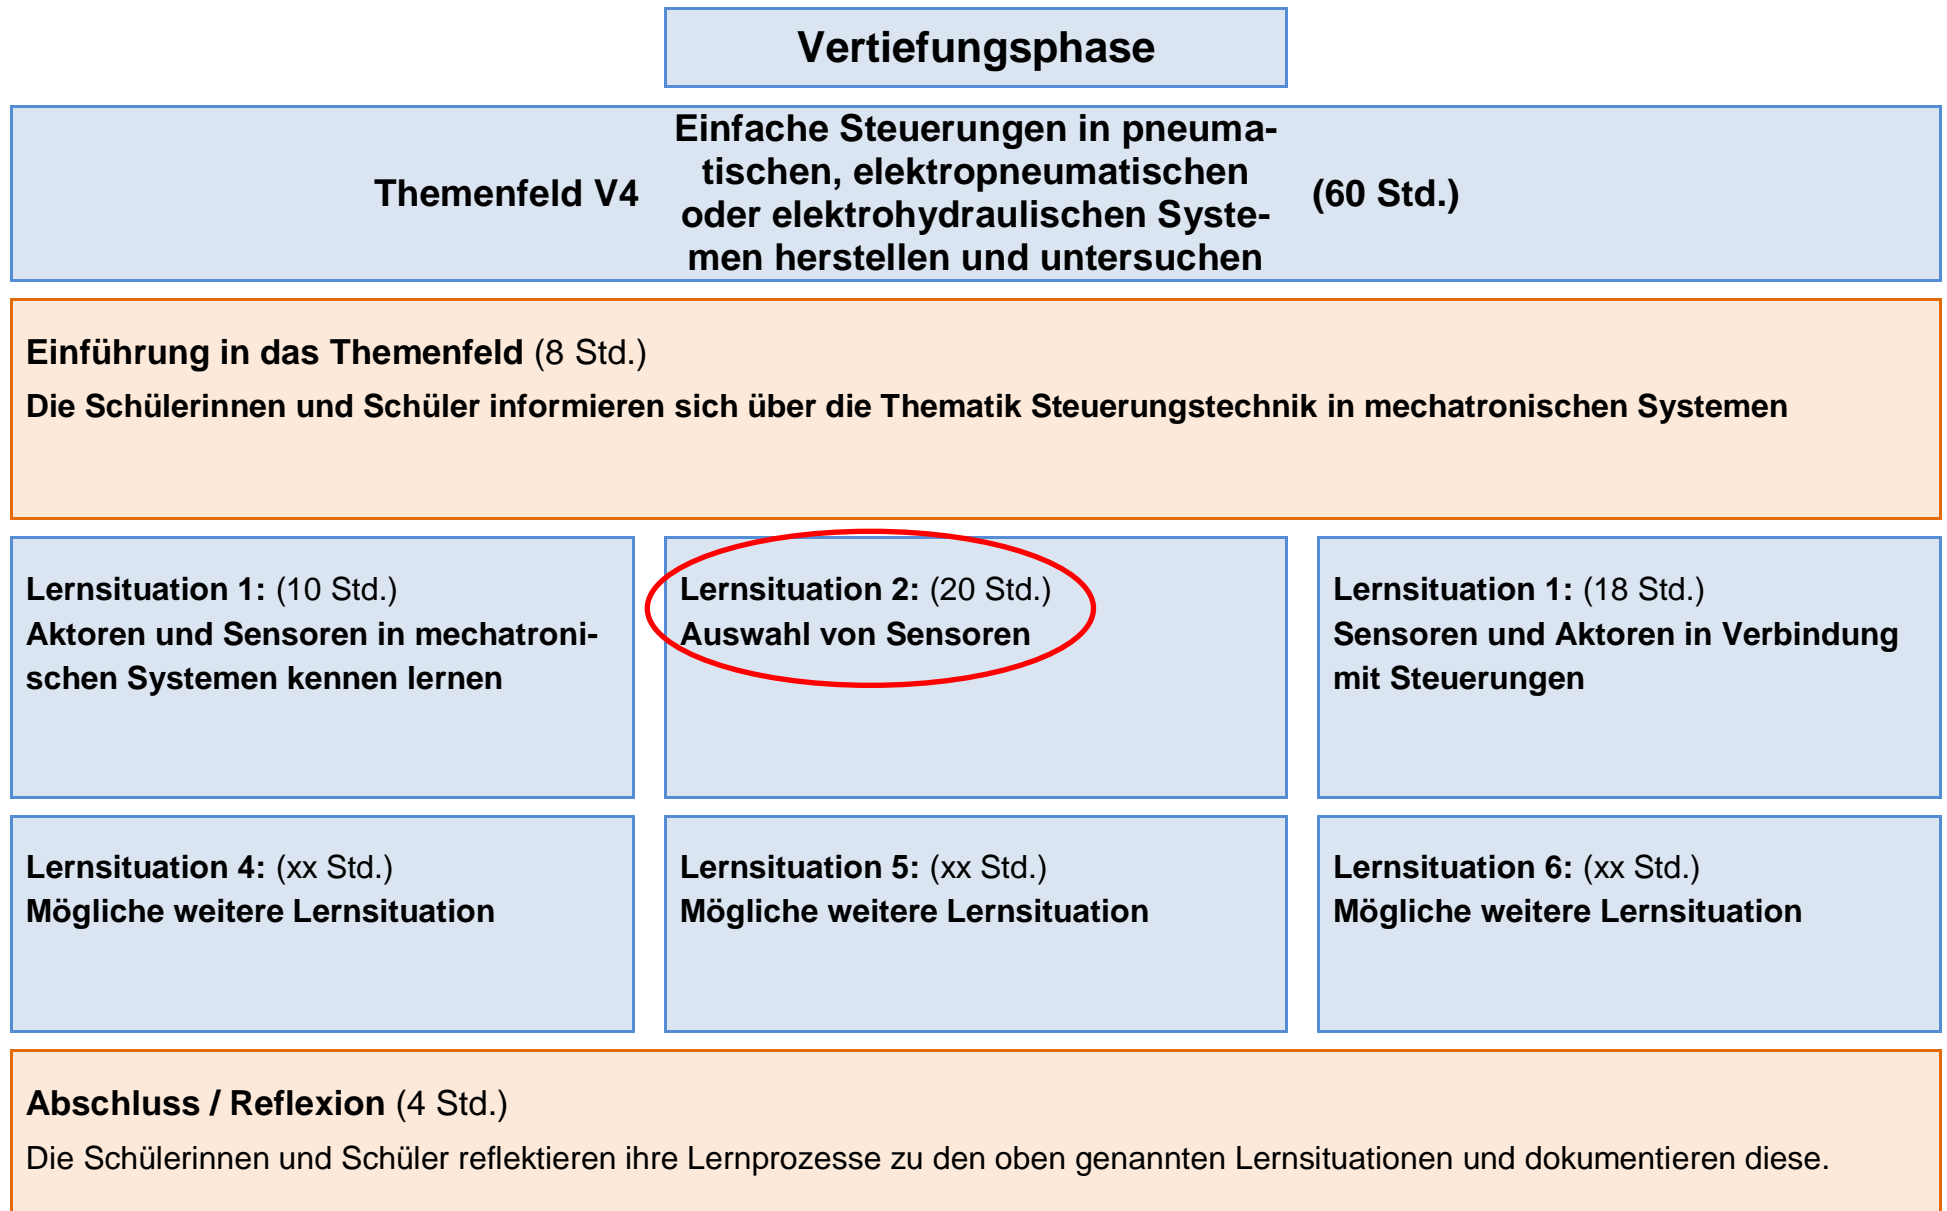 Vertiefungsphase
Themenfeld V4
Einfache Steuerungen in pneuma-
tischen, elektropneumatischen
oder elektrohydraulischen Syste-
men herstellen und untersuchen
(60 Std.)
Einführung in das Themenfeld (8 Std.)
Die Schülerinnen und Schüler informieren sich über die Thematik Steuerungstechnik in mechatronischen Systemen
Lernsituation 1: (10 Std.)
Aktoren und Sensoren in mechatroni-
schen Systemen kennen lernen
Lernsituation 2: (20 Std.)
Auswahl von Sensoren
Lernsituation 1: (18 Std.)
Sensoren und Aktoren in Verbindung
mit Steuerungen
Lernsituation 4: (xx Std.)
Mögliche weitere Lernsituation
Lernsituation 5: (xx Std.)
Mögliche weitere Lernsituation
Lernsituation 6: (xx Std.)
Mögliche weitere Lernsituation
Abschluss / Reflexion (4 Std.)
Die Schülerinnen und Schüler reflektieren ihre Lernprozesse zu den oben genannten Lernsituationen und dokumentieren diese.